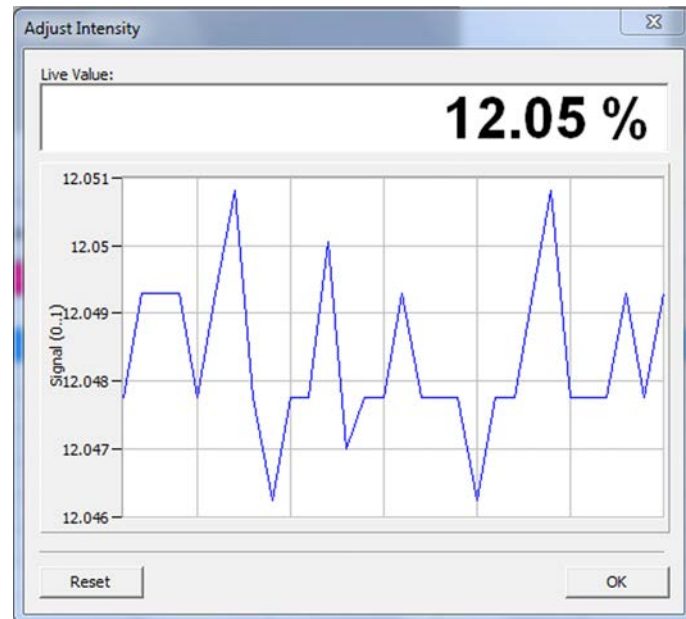 Adjust Intensity
Live Value:
12.05 %
12.051
12.05
12.049
12.048
12.047
12.046
Signal (0..1)
Reset
OK